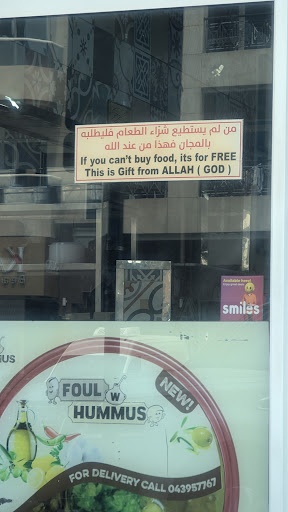 من لم يستطيع شراء الطعام فليطلبه
بالمجان فهذا من عند الله
If you can't buy food, its for FREE
This is Gift from ALLAH ( GOD )
smiles
FOUL
W
HUMMUS
NEW!
FOR DELIVERY CALL 043957767